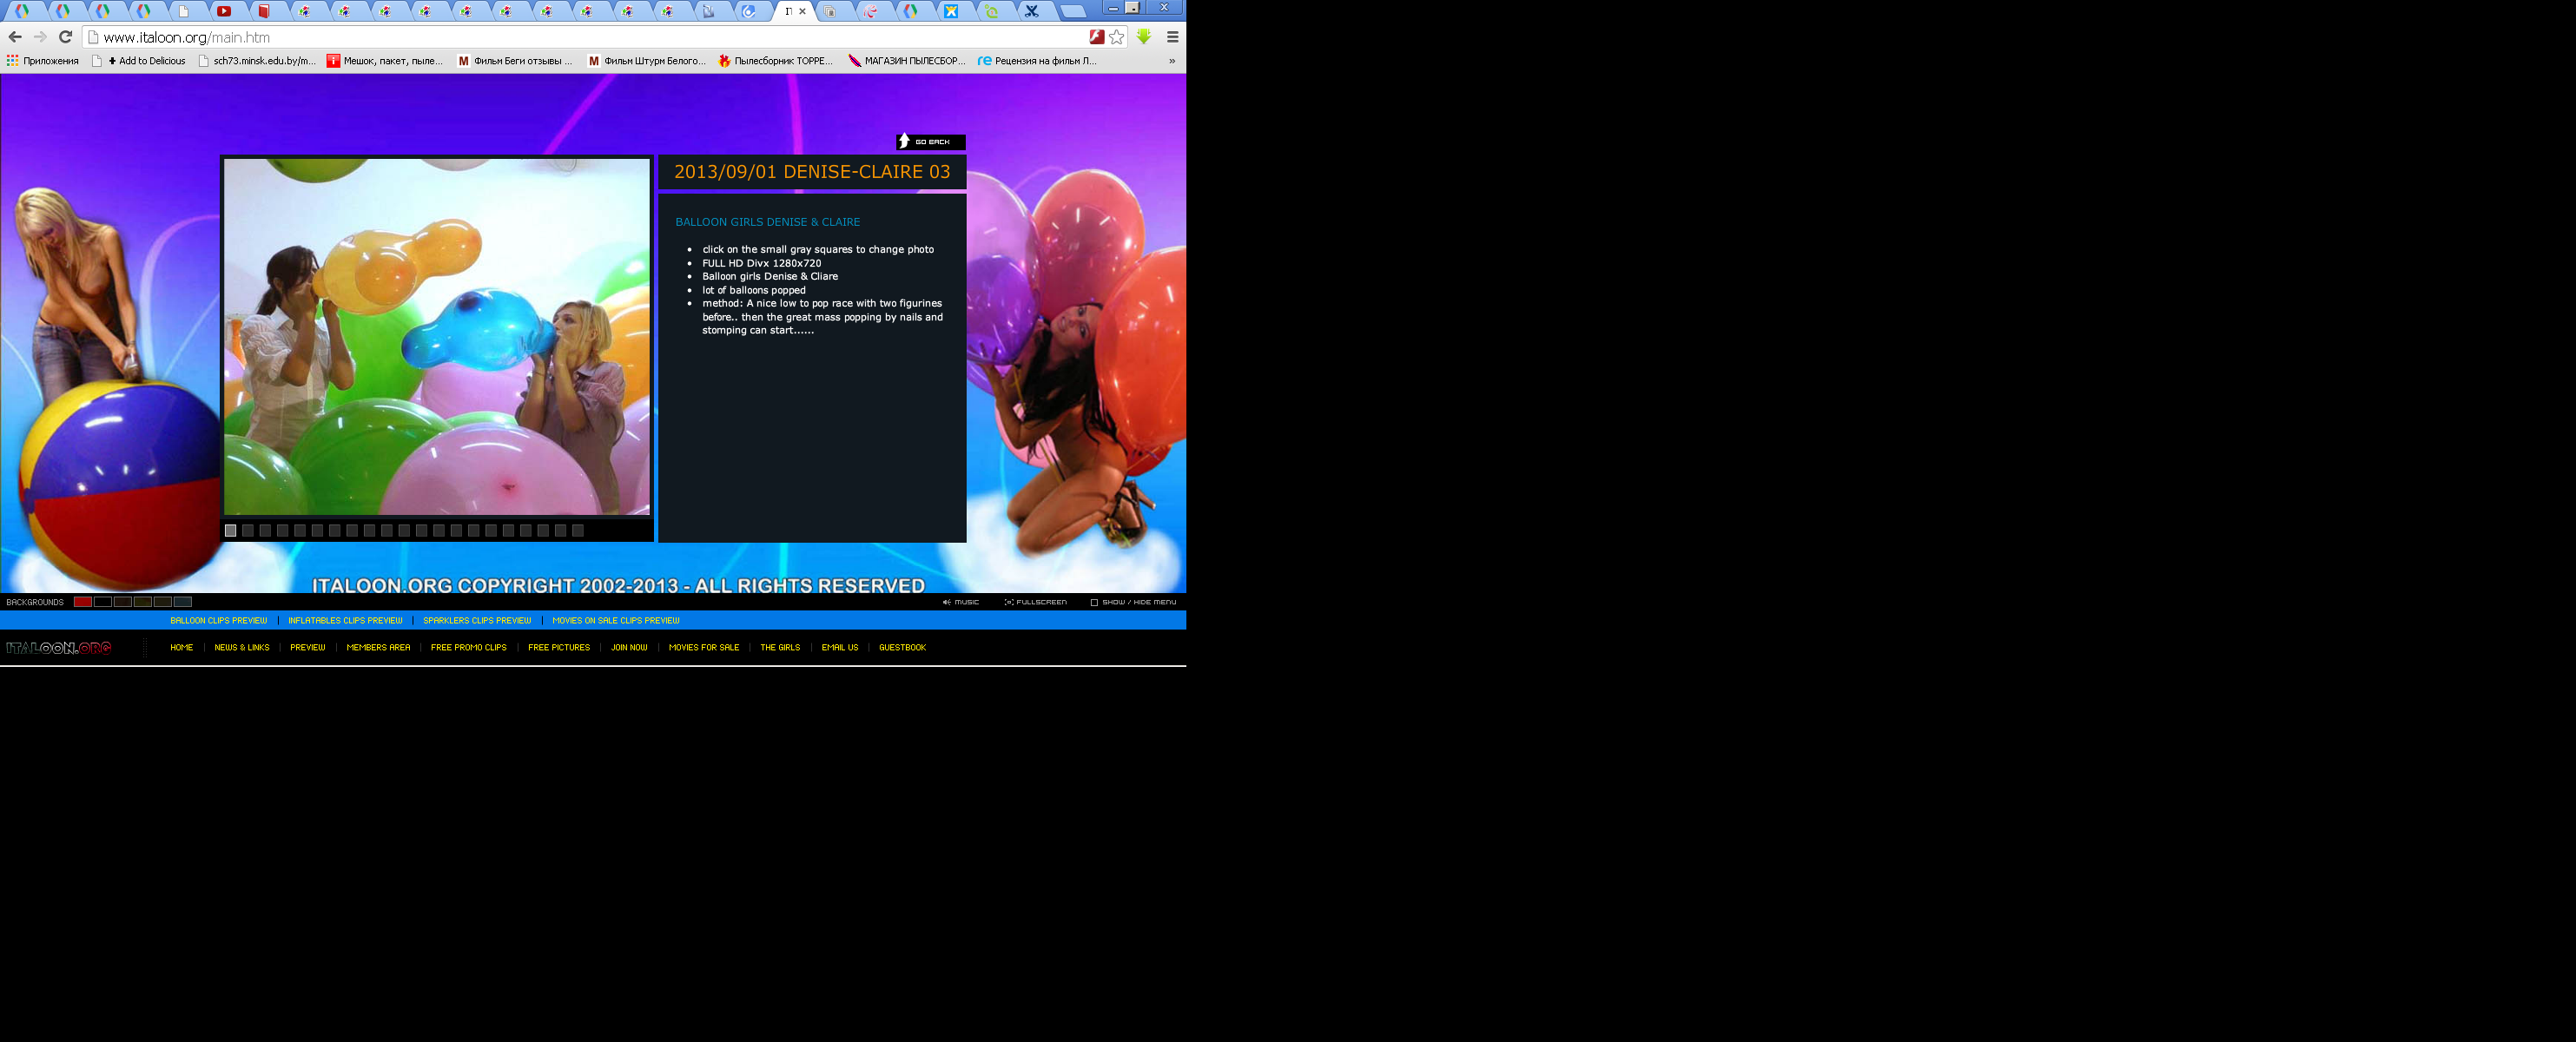 IT
www.italoon.org/main.htm
Приложения
Add to Delicious
sch73.minsk.edu.by/m...
Мешок, пакет, пыле...
Фильм Беги отзывы ...
Фильм Штурм Белого...
Пылесборник TOPPE...
МАГАЗИН ПЫЛЕСБОР...
Рецензия на фильм Л...
»
GO BACK
2013/09/01 DENISE-CLAIRE 03
BALLOON GIRLS DENISE & CLAIRE
• click on the small gray squares to change photo
• FULL HD Divx 1280x720
• Balloon girls Denise & Cliare
• lot of balloons popped
• method: A nice low to pop race with two figurines
before.. then the great mass popping by nails and
stomping can start......
ITALOON.ORG COPYRIGHT 2002-2013 - ALL RIGHTS RESERVED
BACKGROUNDS
MUSIC
FULLSCREEN
SHOW / HIDE MENU
BALLOON CLIPS PREVIEW | INFLATABLES CLIPS PREVIEW | SPARKLERS CLIPS PREVIEW | MOVIES ON SALE CLIPS PREVIEW
ITALOON.ORG
HOME | NEWS & LINKS | PREVIEW | MEMBERS AREA | FREE PROMO CLIPS | FREE PICTURES | JOIN NOW | MOVIES FOR SALE | THE GIRLS | EMAIL US | GUESTBOOK